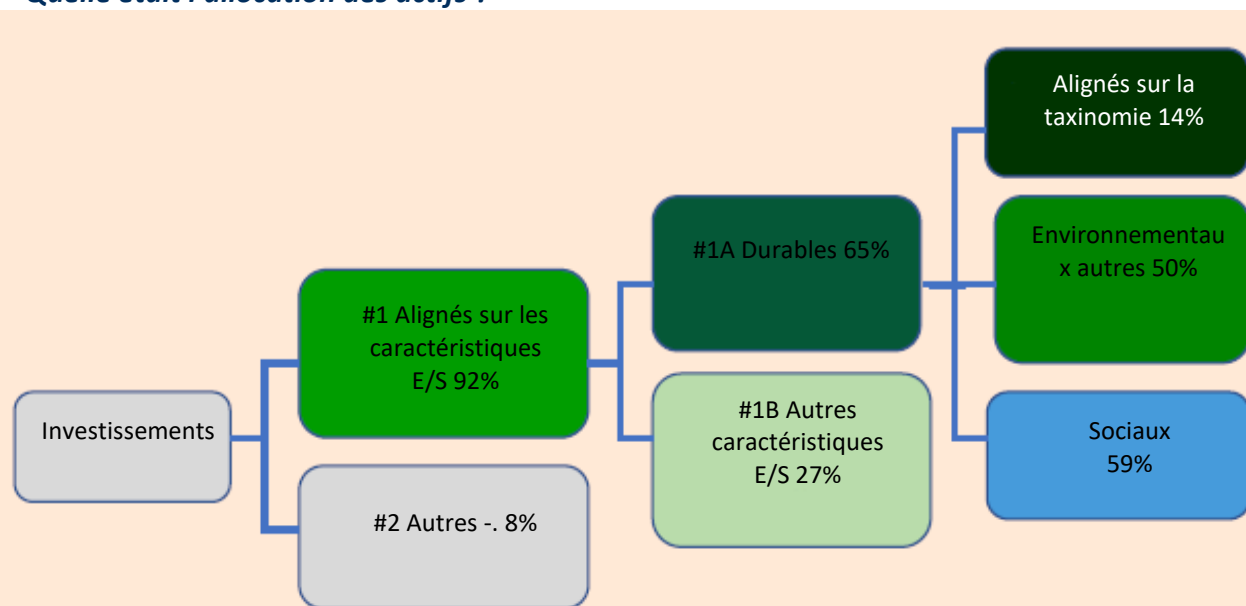 Investissements
#1 Alignés sur les
caractéristiques
E/S 92%
#2 Autres -. 8%
#1A Durables 65%
#1B Autres
caractéristiques
E/S 27%
Alignés sur la
taxinomie 14%
Environnementau
x autres 50%
Sociaux
59%